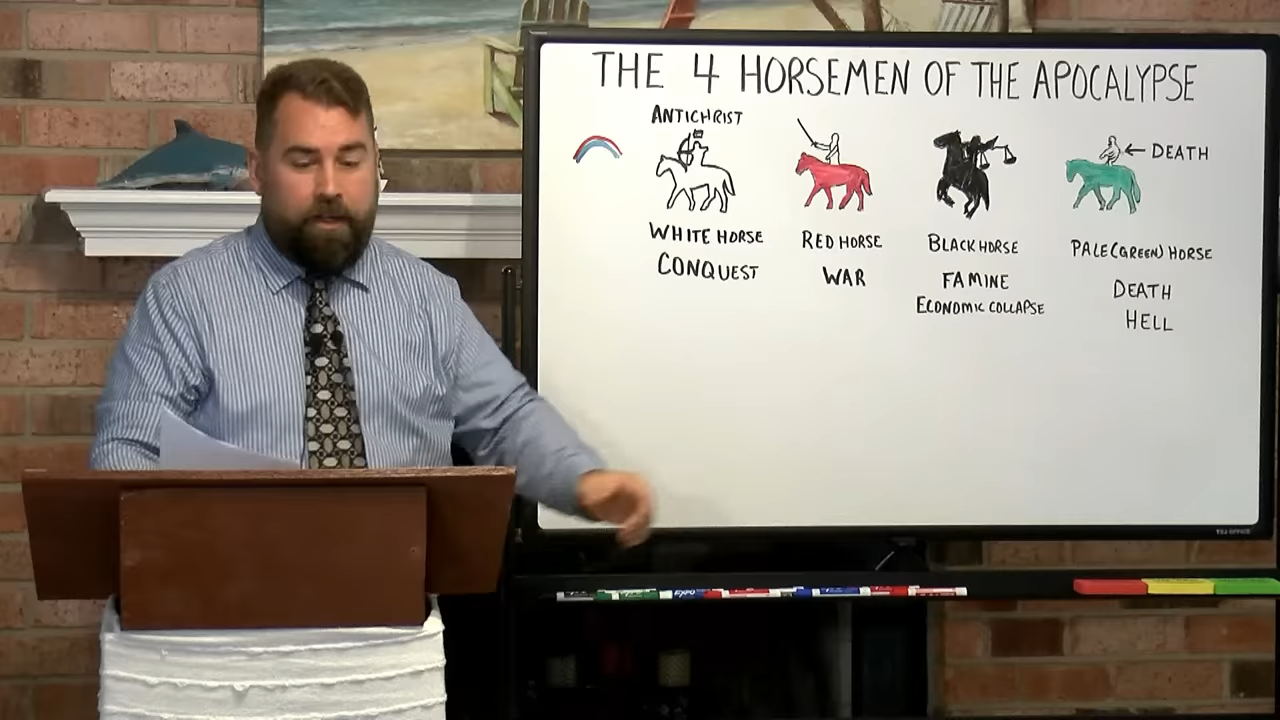 THE 4 HORSEMEN OF THE APOCALYPSE
ANTICHRIST
← DEATH
WHITE HORSE
CONQUEST
RED HORSE
WAR
BLACK HORSE
FAMINE
ECONOMIC COLLAPSE
PALE(GREEN) HORSE
DEATH
HELL
EXPO